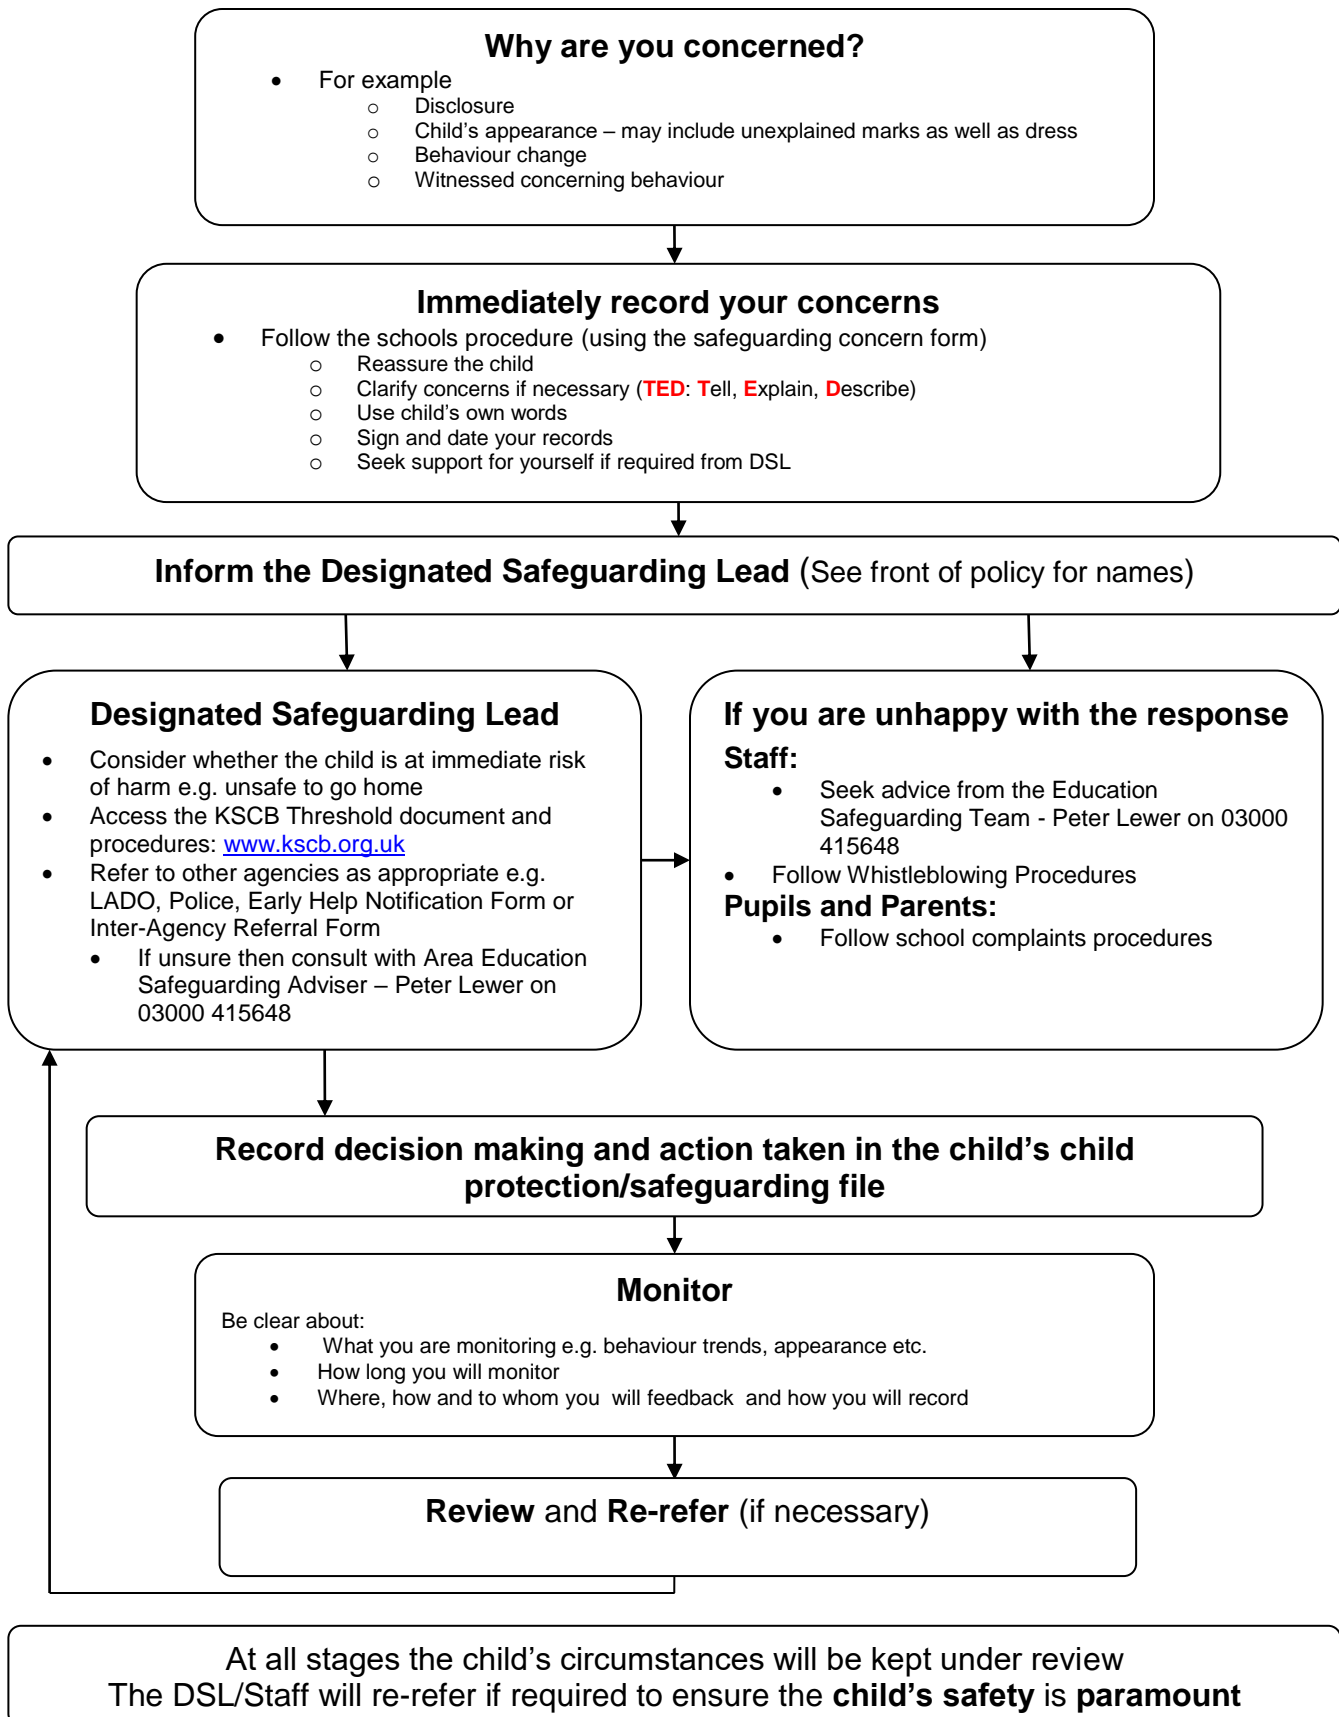 Why are you concerned?
• For example
o Disclosure
o Child’s appearance – may include unexplained marks as well as dress
o Behaviour change
o Witnessed concerning behaviour
Immediately record your concerns
• Follow the schools procedure (using the safeguarding concern form)
o Reassure the child
o Clarify concerns if necessary (TED: Tell, Explain, Describe)
o Use child’s own words
o Sign and date your records
o Seek support for yourself if required from DSL
Inform the Designated Safeguarding Lead (See front of policy for names)
Designated Safeguarding Lead
• Consider whether the child is at immediate risk
of harm e.g. unsafe to go home
• Access the KSCB Threshold document and
procedures: www.kscb.org.uk
• Refer to other agencies as appropriate e.g.
LADO, Police, Early Help Notification Form or
Inter-Agency Referral Form
• If unsure then consult with Area Education
Safeguarding Adviser – Peter Lewer on
03000 415648
If you are unhappy with the response
Staff:
• Seek advice from the Education
Safeguarding Team - Peter Lewer on 03000
415648
• Follow Whistleblowing Procedures
Pupils and Parents:
• Follow school complaints procedures
Record decision making and action taken in the child’s child
protection/safeguarding file
Monitor
Be clear about:
• What you are monitoring e.g. behaviour trends, appearance etc.
• How long you will monitor
• Where, how and to whom you will feedback and how you will record
Review and Re-refer (if necessary)
At all stages the child’s circumstances will be kept under review
The DSL/Staff will re-refer if required to ensure the child’s safety is paramount